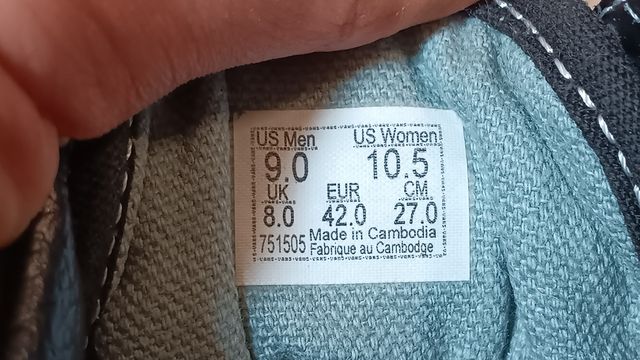 US Men US Women
9.0 10.5
UK EUR CM
8.0 42.0 27.0
751505 Made in Cambodia
Fabrique au Cambodge